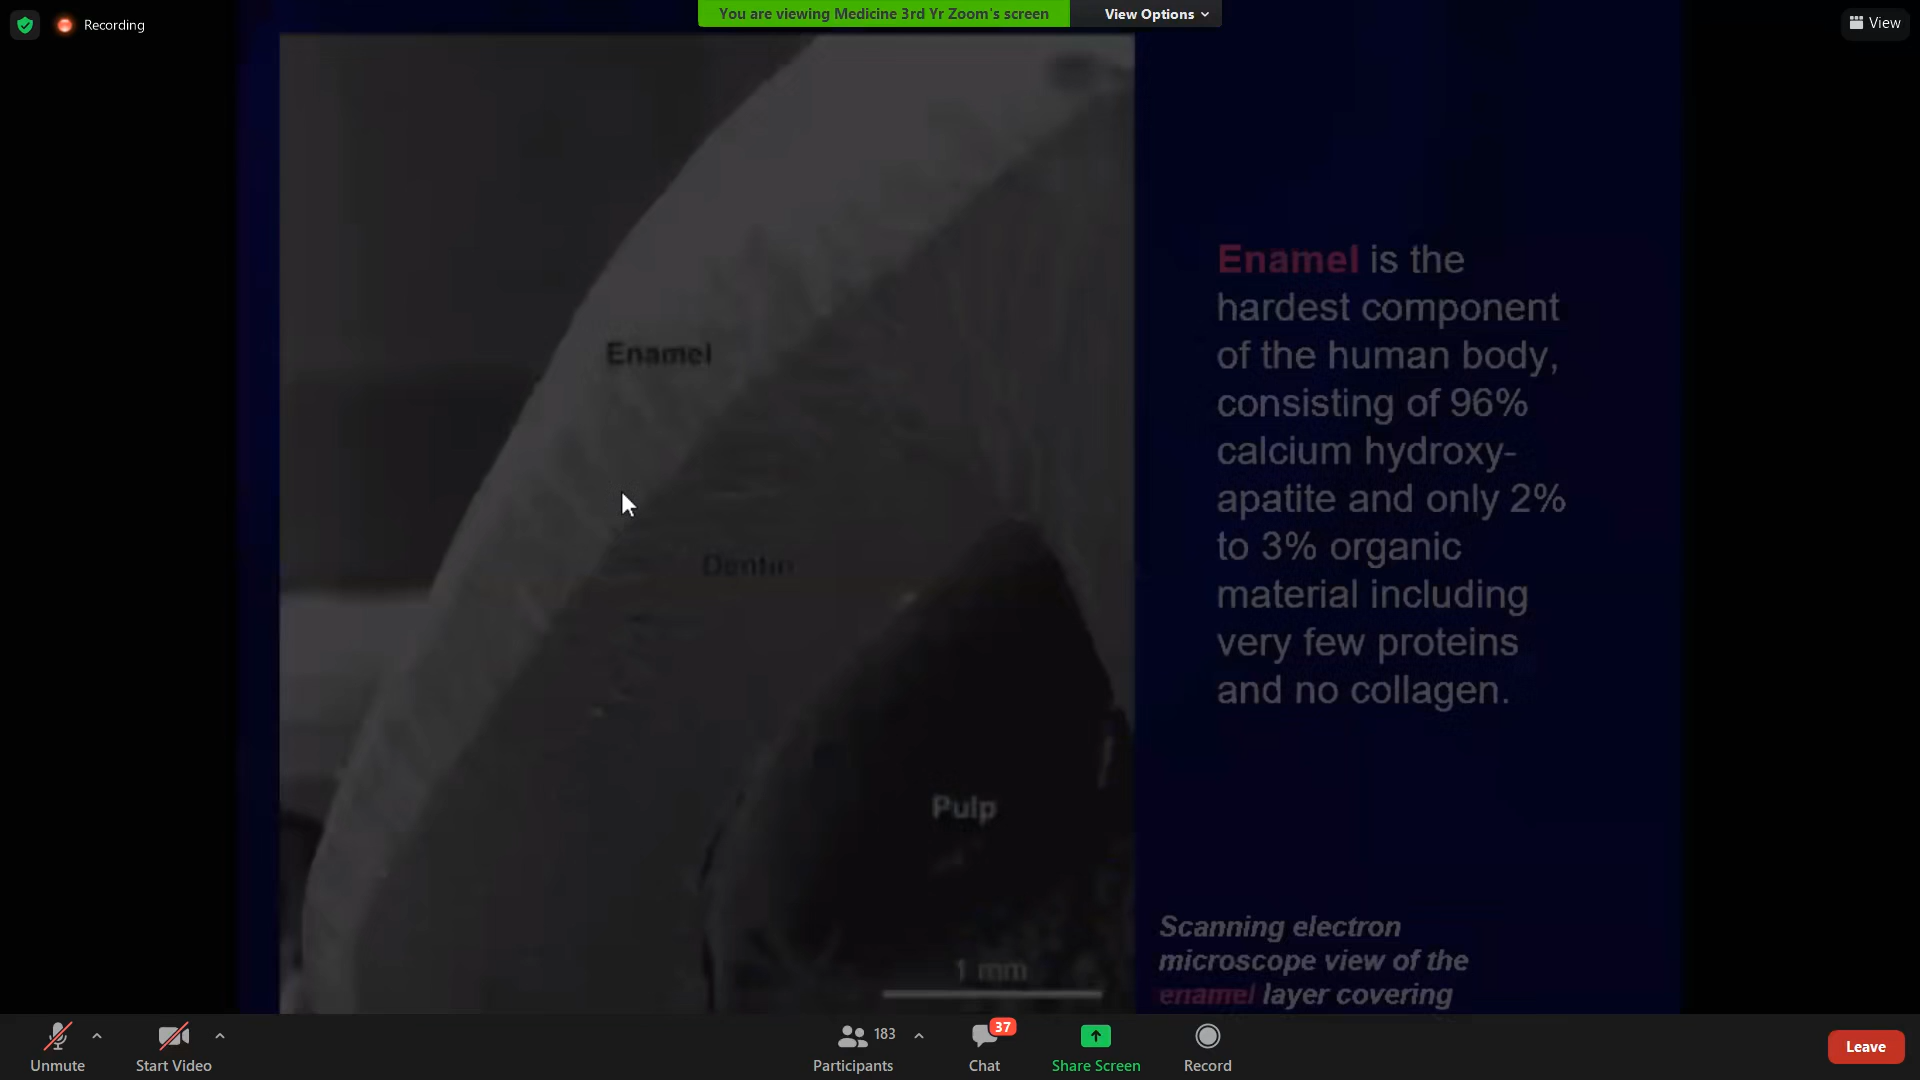 Recording
You are viewing Medicine 3rd Yr Zoom's screen
View Options
View
Enamel is the
hardest component
of the human body,
consisting of 96%
calcium hydroxy-
apatite and only 2%
to 3% organic
material including
very few proteins
and no collagen.
Enamel
Dentin
Pulp
1 mm
Scanning electron
microscope view of the
enamel layer covering
Unmute
Start Video
183
Participants
37
Chat
Share Screen
Record
Leave